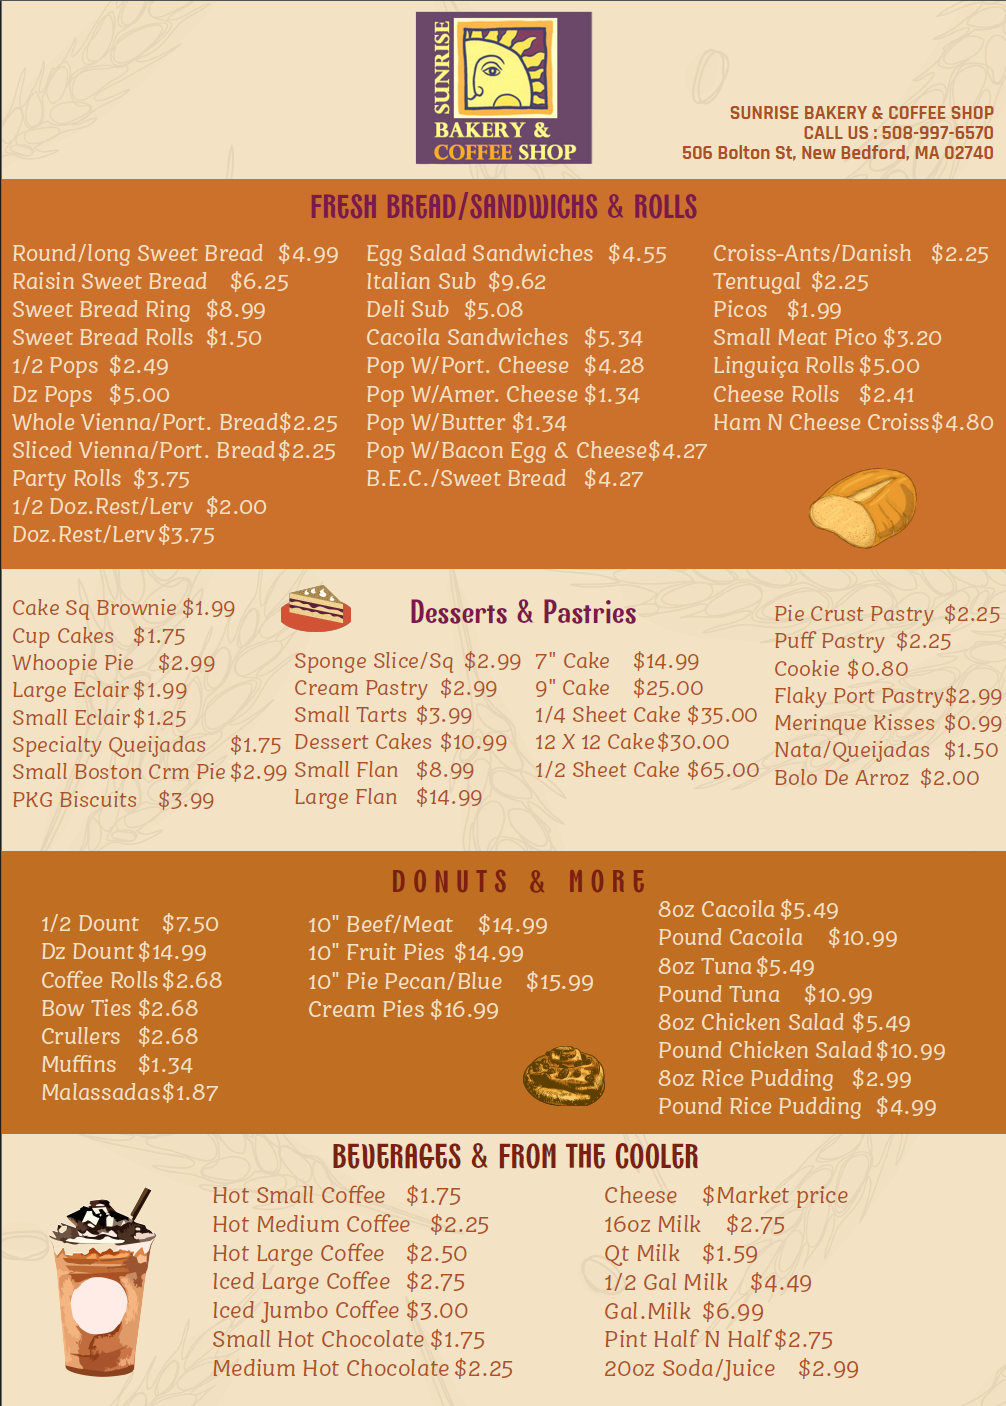 SUNRISE
BAKERY &
COFFEE SHOP
SUNRISE BAKERY & COFFEE SHOP
CALL US : 508-997-6570
506 Bolton St, New Bedford, MA 02740
FRESH BREAD/SANDWICHS & ROLLS
Round/long Sweet Bread $4.99
Raisin Sweet Bread $6.25
Sweet Bread Ring $8.99
Sweet Bread Rolls $1.50
1/2 Pops $2.49
Dz Pops $5.00
Whole Vienna/Port. Bread$2.25
Sliced Vienna/Port. Bread$2.25
Party Rolls $3.75
1/2 Doz.Rest/Lerv $2.00
Doz.Rest/Lerv$3.75
Egg Salad Sandwiches $4.55
Italian Sub $9.62
Deli Sub $5.08
Cacoila Sandwiches $5.34
Pop W/Port. Cheese $4.28
Pop W/Amer. Cheese $1.34
Pop W/Butter $1.34
Pop W/Bacon Egg & Cheese$4.27
B.E.C./Sweet Bread $4.27
Croiss-Ants/Danish $2.25
Tentugal $2.25
Picos $1.99
Small Meat Pico $3.20
Linguiça Rolls $5.00
Cheese Rolls $2.41
Ham N Cheese Croiss$4.80
Desserts & Pastries
Cake Sq Brownie $1.99
Cup Cakes $1.75
Whoopie Pie $2.99
Large Eclair $1.99
Small Eclair $1.25
Specialty Queijadas $1.75
Small Boston Crm Pie $2.99
PKG Biscuits $3.99
Sponge Slice/Sq $2.99
Cream Pastry $2.99
Small Tarts $3.99
Dessert Cakes $10.99
Small Flan $8.99
Large Flan $14.99
7" Cake $14.99
9" Cake $25.00
1/4 Sheet Cake $35.00
12 X 12 Cake $30.00
1/2 Sheet Cake $65.00
Pie Crust Pastry $2.25
Puff Pastry $2.25
Cookie $0.80
Flaky Port Pastry$2.99
Merinque Kisses $0.99
Nata/Queijadas $1.50
Bolo De Arroz $2.00
DONUTS & MORE
1/2 Dount $7.50
Dz Dount $14.99
Coffee Rolls $2.68
Bow Ties $2.68
Crullers $2.68
Muffins $1.34
Malassadas$1.87
10" Beef/Meat $14.99
10" Fruit Pies $14.99
10" Pie Pecan/Blue $15.99
Cream Pies $16.99
8oz Cacoila $5.49
Pound Cacoila $10.99
8oz Tuna $5.49
Pound Tuna $10.99
8oz Chicken Salad $5.49
Pound Chicken Salad $10.99
8oz Rice Pudding $2.99
Pound Rice Pudding $4.99
BEVERAGES & FROM THE COOLER
Hot Small Coffee $1.75
Hot Medium Coffee $2.25
Hot Large Coffee $2.50
Iced Large Coffee $2.75
Iced Jumbo Coffee $3.00
Small Hot Chocolate $1.75
Medium Hot Chocolate $2.25
Cheese $Market price
16oz Milk $2.75
Qt Milk $1.59
1/2 Gal Milk $4.49
Gal.Milk $6.99
Pint Half N Half $2.75
20oz Soda/Juice $2.99